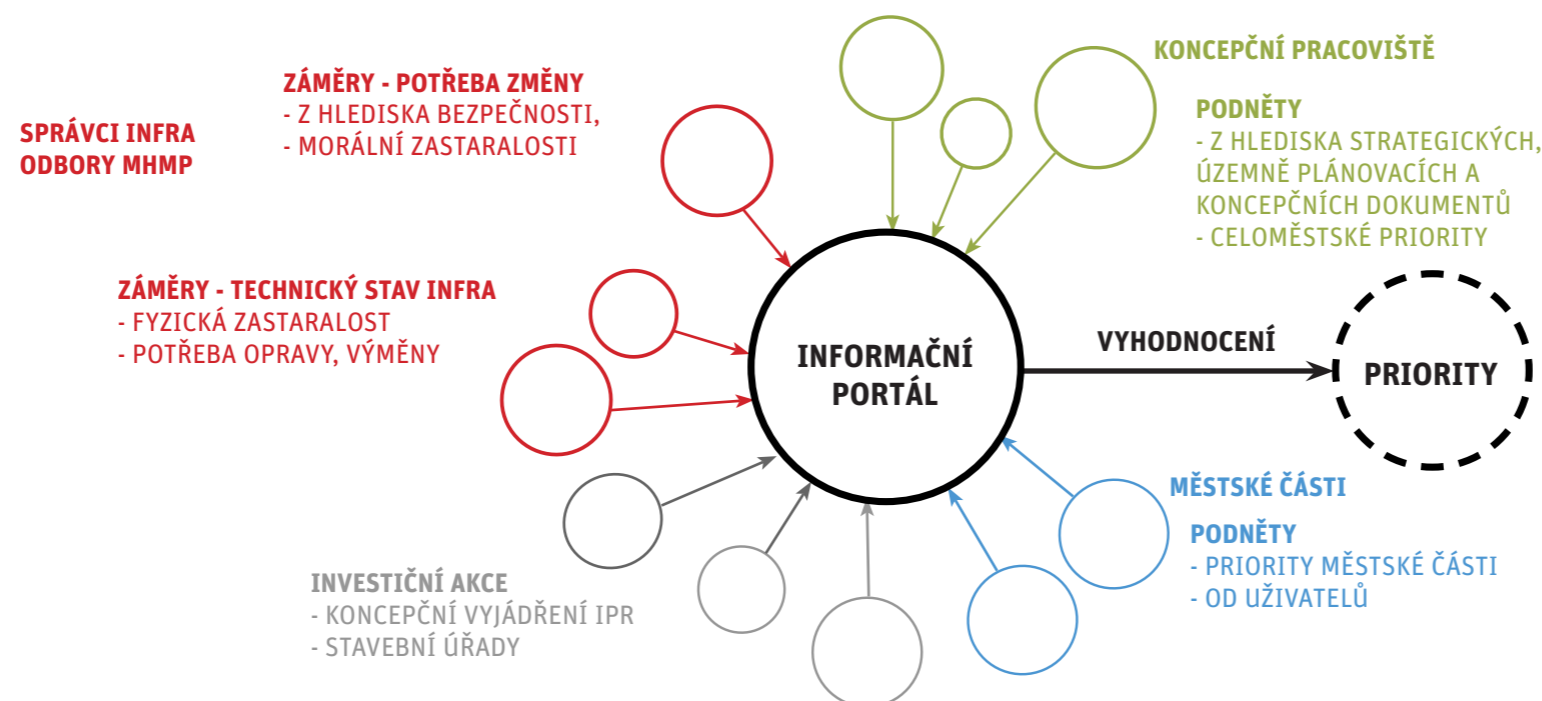 SPRÁVCI INFRA
ODBORY MHMP
ZÁMĚRY - POTŘEBA ZMĚNY
- Z HLEDISKA BEZPEČNOSTI,
- MORÁLNÍ ZASTARALOSTI
ZÁMĚRY - TECHNICKÝ STAV INFRA
- FYZICKÁ ZASTARALOST
- POTŘEBA OPRAVY, VÝMĚNY
KONCEPČNÍ PRACOVIŠTĚ
PODNĚTY
- Z HLEDISKA STRATEGICKÝCH,
ÚZEMNĚ PLÁNOVACÍCH A
KONCEPČNÍCH DOKUMENTŮ
- CELOMĚSTSKÉ PRIORITY
INFORMAČNÍ
PORTÁL
VYHODNOCENÍ
PRIORITY
INVESTIČNÍ AKCE
- KONCEPČNÍ VYJÁDŘENÍ IPR
- STAVEBNÍ ÚŘADY
MĚSTSKÉ ČÁSTI
PODNĚTY
- PRIORITY MĚSTSKÉ ČÁSTI
- OD UŽIVATELŮ